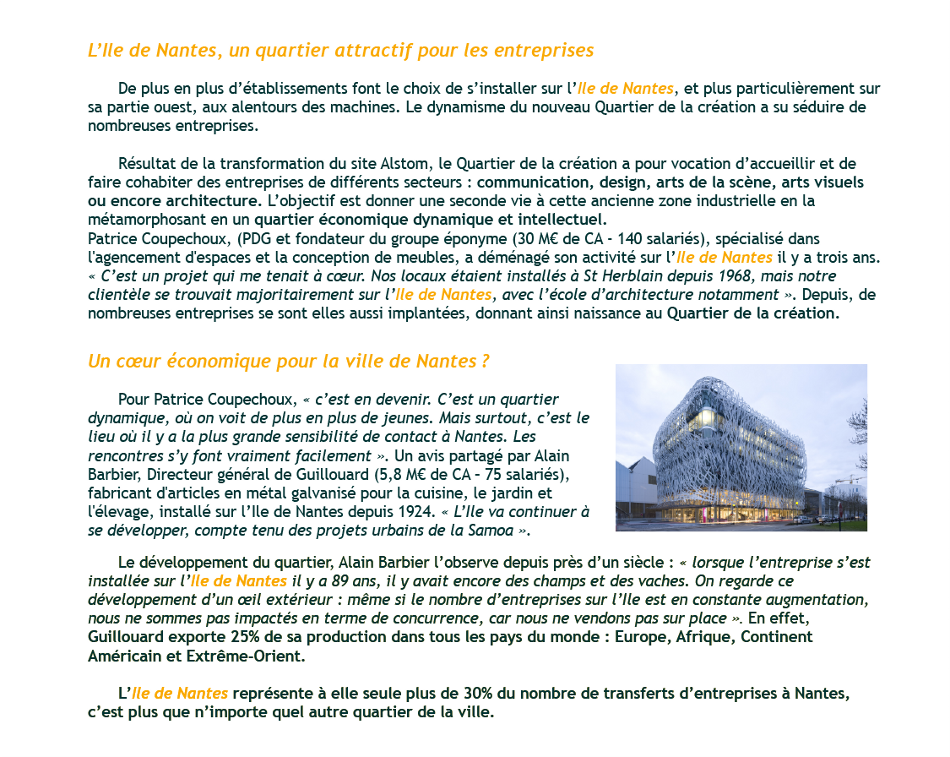 L'Ile de Nantes, un quartier attractif pour les entreprises
De plus en plus d'établissements font le choix de s'installer sur l'Ile de Nantes, et plus particulièrement sur
sa partie ouest, aux alentours des machines. Le dynamisme du nouveau Quartier de la création a su séduire de
nombreuses entreprises.
Résultat de la transformation du site Alstom, le Quartier de la création a pour vocation d'accueillir et de
faire cohabiter des entreprises de différents secteurs : communication, design, arts de la scène, arts visuels
ou encore architecture. L'objectif est donner une seconde vie à cette ancienne zone industrielle en la
métamorphosant en un quartier économique dynamique et intellectuel.
Patrice Coupechoux, (PDG et fondateur du groupe éponyme (30 M€ de CA - 140 salariés), spécialisé dans
l'agencement d'espaces et la conception de meubles, a déménagé son activité sur l'Ile de Nantes il y a trois ans.
« C'est un projet qui me tenait à cœur. Nos locaux étaient installés à St Herblain depuis 1968, mais notre
clientèle se trouvait majoritairement sur l'Ile de Nantes, avec l'école d'architecture notamment ». Depuis, de
nombreuses entreprises se sont elles aussi implantées, donnant ainsi naissance au Quartier de la création.
Un cœur économique pour la ville de Nantes ?
Pour Patrice Coupechoux, « c'est en devenir. C'est un quartier
dynamique, où on voit de plus en plus de jeunes. Mais surtout, c'est le
lieu où il y a la plus grande sensibilité de contact à Nantes. Les
rencontres s'y font vraiment facilement ». Un avis partagé par Alain
Barbier, Directeur général de Guillouard (5,8 M€ de CA – 75 salariés),
fabricant d'articles en métal galvanisé pour la cuisine, le jardin et
l'élevage, installé sur l'Ile de Nantes depuis 1924. « L'Ile va continuer à
se développer, compte tenu des projets urbains de la Samoa ».
Le développement du quartier, Alain Barbier l'observe depuis près d'un siècle : « lorsque l'entreprise s'est
installée sur l'Ile de Nantes il y a 89 ans, il y avait encore des champs et des vaches. On regarde ce
développement d'un œil extérieur : même si le nombre d'entreprises sur l'Ile est en constante augmentation,
nous ne sommes pas impactés en terme de concurrence, car nous ne vendons pas sur place ». En effet,
Guillouard exporte 25% de sa production dans tous les pays du monde : Europe, Afrique, Continent
Américain et Extrême-Orient.
L'Ile de Nantes représente à elle seule plus de 30% du nombre de transferts d'entreprises à Nantes,
c'est plus que n'importe quel autre quartier de la ville.